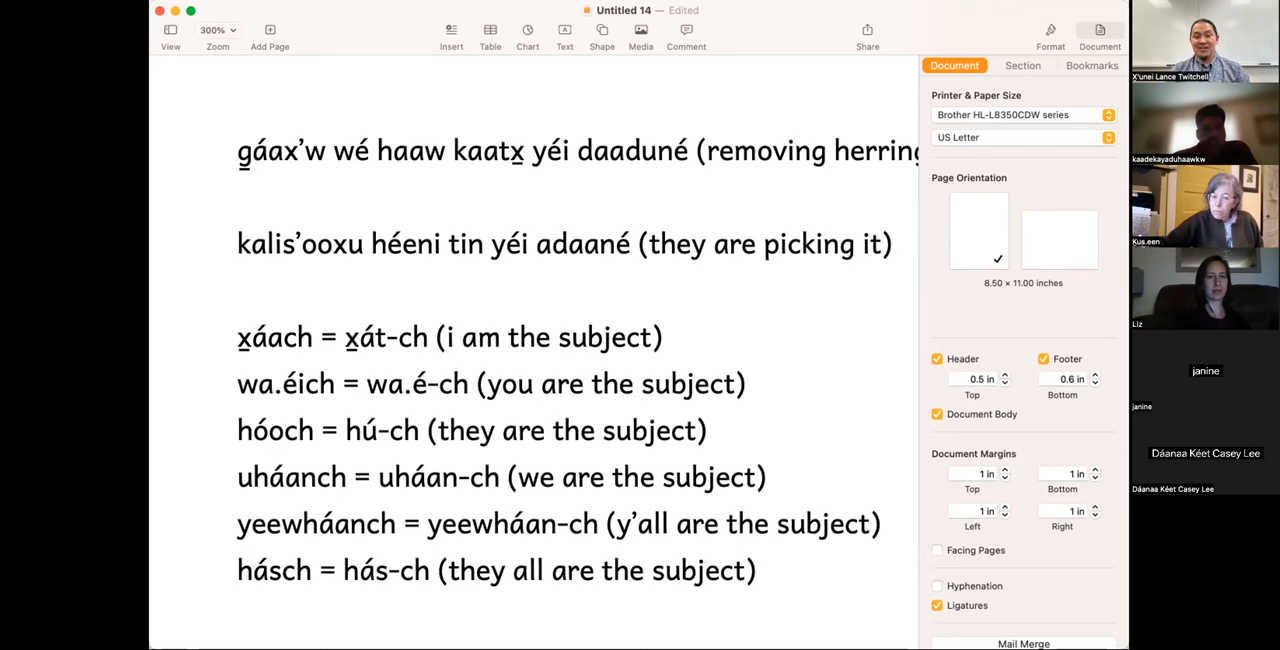 Untitled 14 — Edited
300%
View
Zoom
Add Page
Insert
Table
Chart
Text
Shape
Media
Comment
Share
Format
Document
Document
Section
Bookmarks
g̲áax’w wé haaw kaatx̲ yéi daaduné (removing herring
kalis’ooxu héeni tin yéi adaané (they are picking it)
x̲áach = x̲át-ch (i am the subject)
wa.éich = wa.é-ch (you are the subject)
hóoch = hú-ch (they are the subject)
uháanch = uháan-ch (we are the subject)
yeewháanch = yeewháan-ch (y’all are the subject)
hásch = hás-ch (they all are the subject)
Printer & Paper Size
Brother HL-L8350CDW series
US Letter
Page Orientation
8.50 × 11.00 inches
Header
Footer
0.5 in
0.6 in
Top
Bottom
Document Body
Document Margins
1 in
1 in
Top
Bottom
1 in
1 in
Left
Right
Facing Pages
Hyphenation
Ligatures
Mail Merge
X̲'unei Lance Twitchell
kaadekayaduhaawkw
Kus.een
Liz
janine
janine
Dáanaa Kéet Casey Lee
Dáanaa Kéet Casey Lee